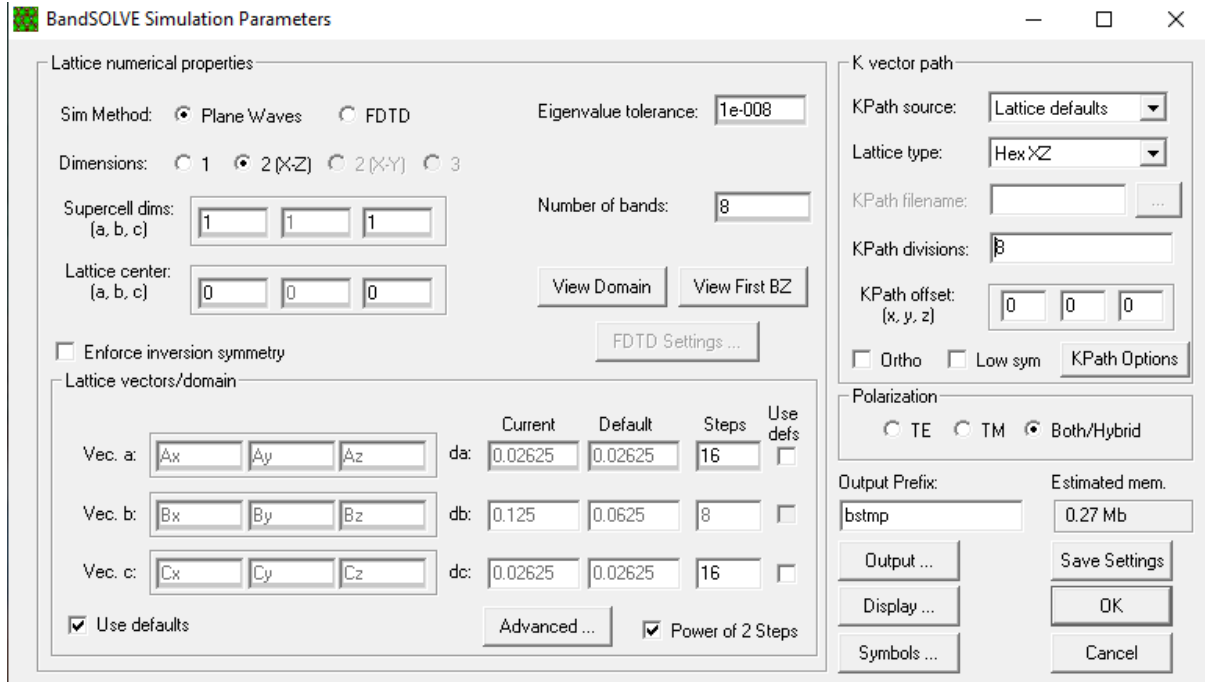 BandSOLVE Simulation Parameters
Lattice numerical properties
Sim Method: Plane Waves FDTD
Eigenvalue tolerance: 1e-008
Dimensions: 1 2 (X-Z) 2 (X-Y) 3
Supercell dims: (a, b, c) 1 1 1
Number of bands: 8
Lattice center: (a, b, c) 0 0 0
View Domain View First BZ
FDTD Settings ...
Enforce inversion symmetry
Lattice vectors/domain
Current Default Steps Use defs
Vec. a: Ax Ay Az da: 0.02625 0.02625 16
Vec. b: Bx By Bz db: 0.125 0.0625 8
Vec. c: Cx Cy Cz dc: 0.02625 0.02625 16
Use defaults Advanced ... Power of 2 Steps
K vector path
KPath source: Lattice defaults
Lattice type: Hex XZ
KPath filename: ...
KPath divisions: 8
KPath offset: (x, y, z) 0 0 0
Ortho Low sym KPath Options
Polarization
TE TM Both/Hybrid
Output Prefix: Estimated mem.
bstmp 0.27 Mb
Output ... Save Settings
Display ... OK
Symbols ... Cancel